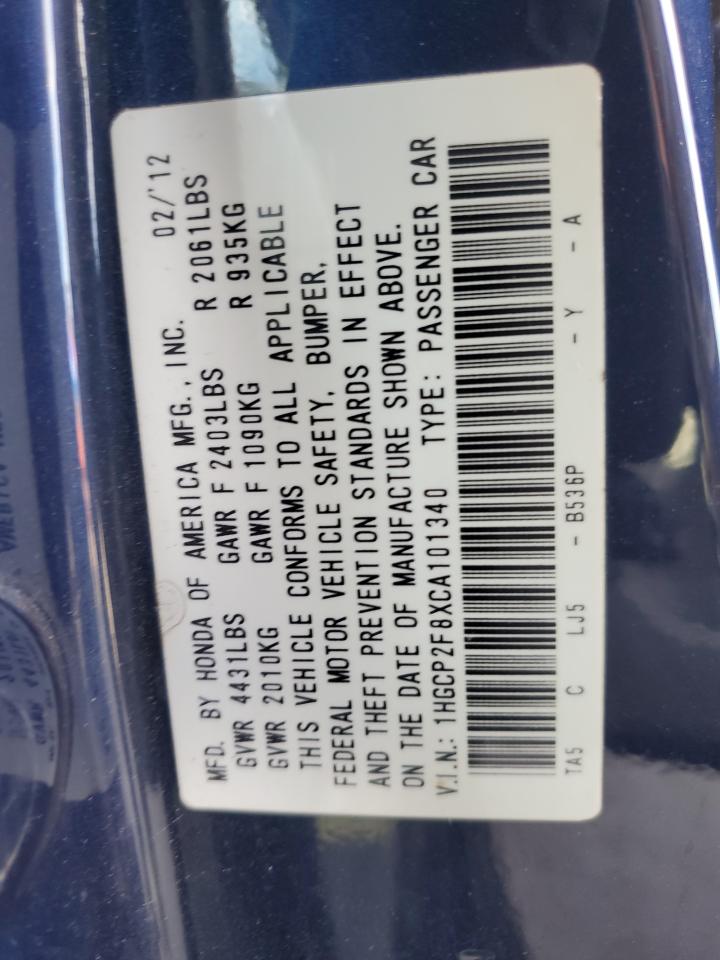 MFD. BY HONDA OF AMERICA MFG., INC. 02/'12
GVWR 4431LBS GAWR F 2403LBS R 2061LBS
GVWR 2010KG GAWR F 1090KG R 935KG
THIS VEHICLE CONFORMS TO ALL APPLICABLE
FEDERAL MOTOR VEHICLE SAFETY, BUMPER,
AND THEFT PREVENTION STANDARDS IN EFFECT
ON THE DATE OF MANUFACTURE SHOWN ABOVE.
V.I.N.: 1HGCP2F8XCA101340 TYPE: PASSENGER CAR
TA5 C LJ5 - B536P - Y - A